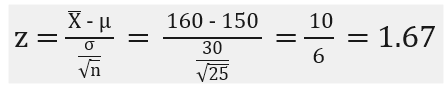 z = (X̅ - μ) / (σ / √n) = (160 - 150) / (30 / √25) = 10 / 6 = 1.67